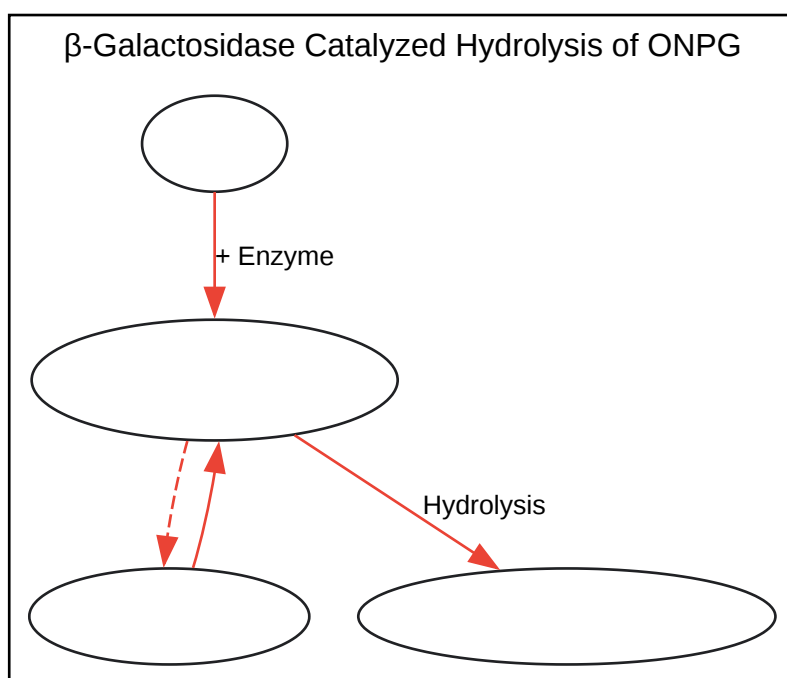 β-Galactosidase Catalyzed Hydrolysis of ONPG
+ Enzyme
Hydrolysis